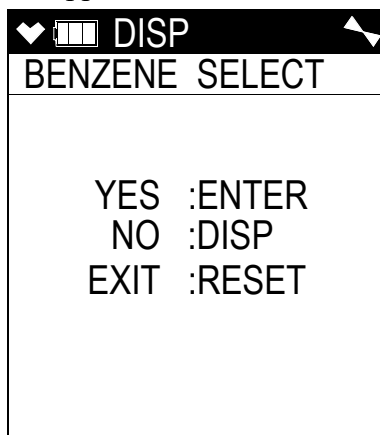 DISP
BENZENE SELECT
YES :ENTER
NO :DISP
EXIT :RESET